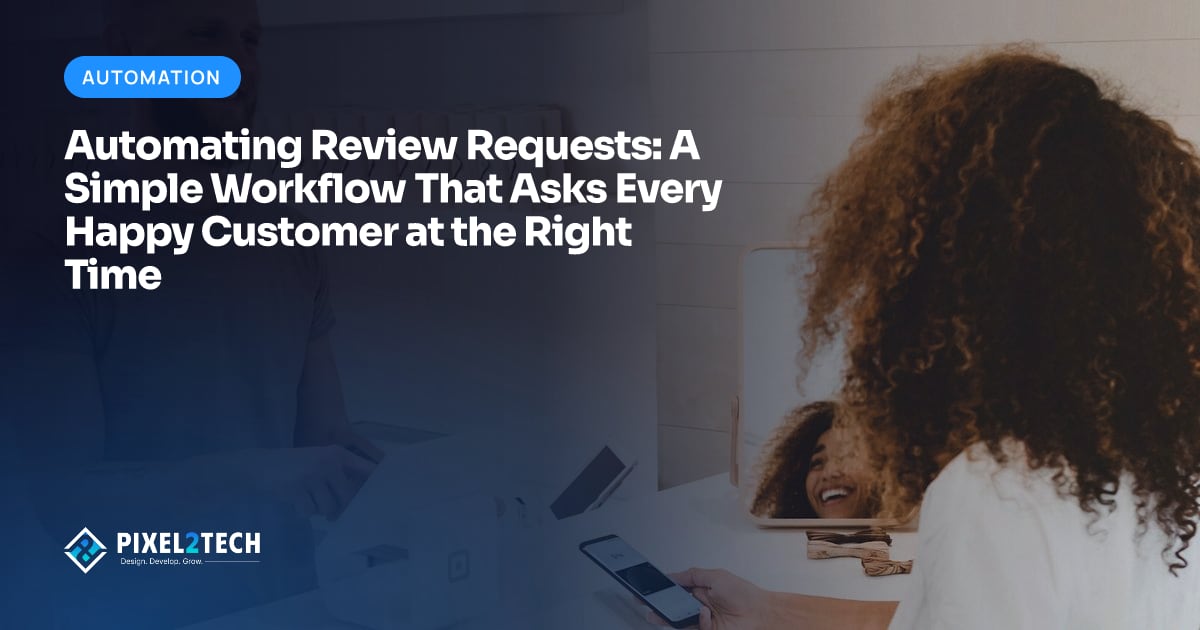 AUTOMATION
Automating Review Requests: A
Simple Workflow That Asks Every
Happy Customer at the Right
Time
PIXEL2TECH
Design. Develop. Grow.